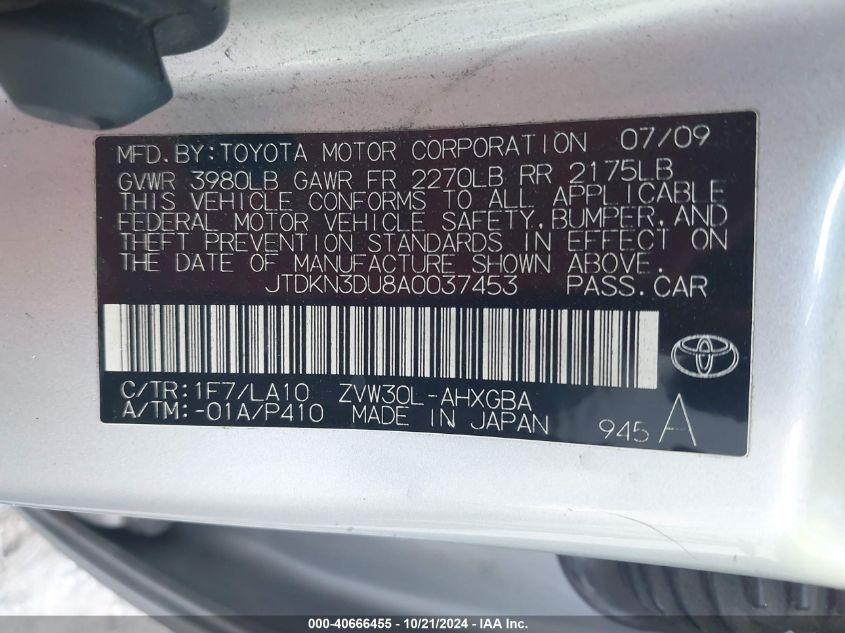 MFD.BY:TOYOTA MOTOR CORPORATION 07/09
GVWR 3980LB GAWR FR 2270LB RR 2175LB
THIS VEHICLE CONFORMS TO ALL APPLICABLE
FEDERAL MOTOR VEHICLE SAFETY,BUMPER,AND
THEFT PREVENTION STANDARDS IN EFFECT ON
THE DATE OF MANUFACTURE SHOWN ABOVE.
JTDKN3DU8A0037453 PASS.CAR
C/TR:1F7/LA10 ZVW30L-AHXGBA
A/TM:-01A/P410 MADE IN JAPAN
945 A
000-40666455 - 10/21/2024 - IAA Inc.